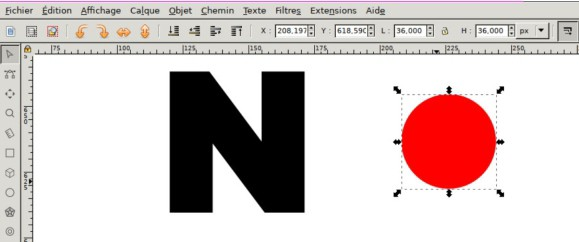 Fichier Édition Affichage Calque Objet Chemin Texte Filtres Extensions Aide
X : 208,197 Y : 618,590 L : 36,000 H : 36,000 px
75 100 125 150 175 200 225 250
N